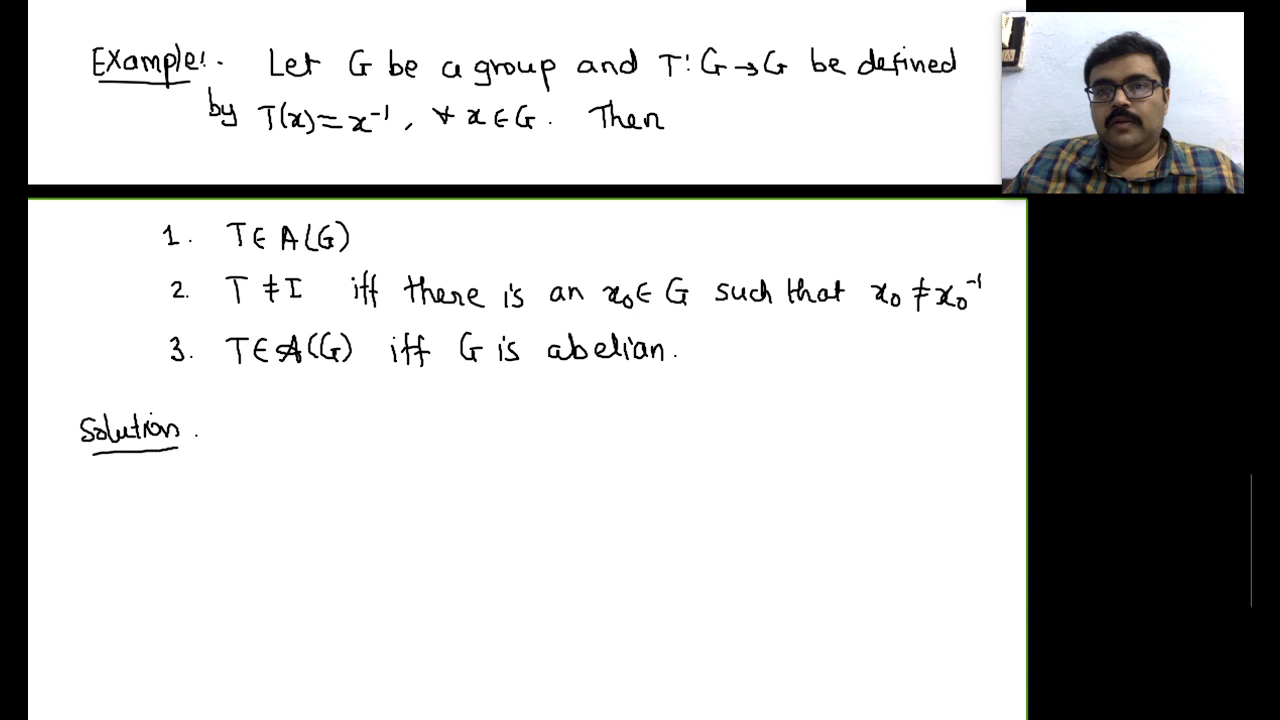 Example:- Let G be a group and T: G → G be defined
by T(x) = x⁻¹, ∀ x ∈ G. Then
1. T ∈ A(G)
2. T ≠ I iff there is an x₀ ∈ G such that x₀ ≠ x₀⁻¹
3. T ∈ 𝔸(G) iff G is abelian.
Solution.